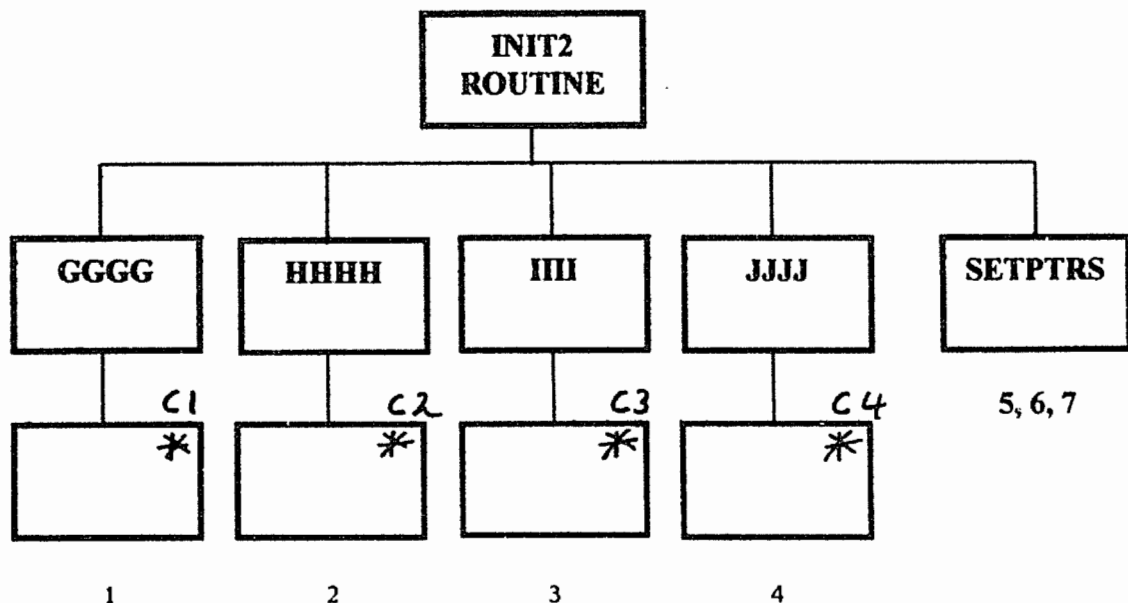 INIT2
ROUTINE
GGGG HHHH IIII JJJJ SETPTRS
C1 C2 C3 C4 5, 6, 7
* * * *
1 2 3 4